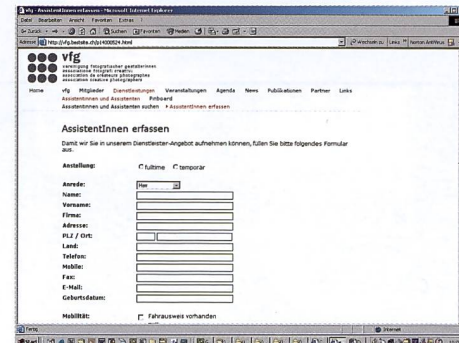 vfg - AssistentInnen erfassen - Microsoft Internet Explorer
Datei Bearbeiten Ansicht Favoriten Extras ?
Zurück Suchen Favoriten Medien
Adresse http://vfg.bestsite.ch/p14000524.html Wechseln zu Links Norton AntiVirus
vfg
vereinigung fotografischer gestalterInnen
associazione fotografi creativi
association de créateurs photographes
association creative photographers
Home vfg Mitglieder Dienstleistungen Veranstaltungen Agenda News Publikationen Partner Links
Assistentinnen und Assistenten Pinboard
Assistentinnen und Assistenten suchen AssistentInnen erfassen
AssistentInnen erfassen
Damit wir Sie in unserem Dienstleister-Angebot aufnehmen können, füllen Sie bitte folgendes Formular
aus.
Anstellung: fulltime temporär
Anrede: Herr
Name:
Vorname:
Firma:
Adresse:
PLZ / Ort:
Land:
Telefon:
Mobile:
Fax:
E-Mail:
Geburtsdatum:
Mobilität: Fahrausweis vorhanden
Fertig Internet
Start